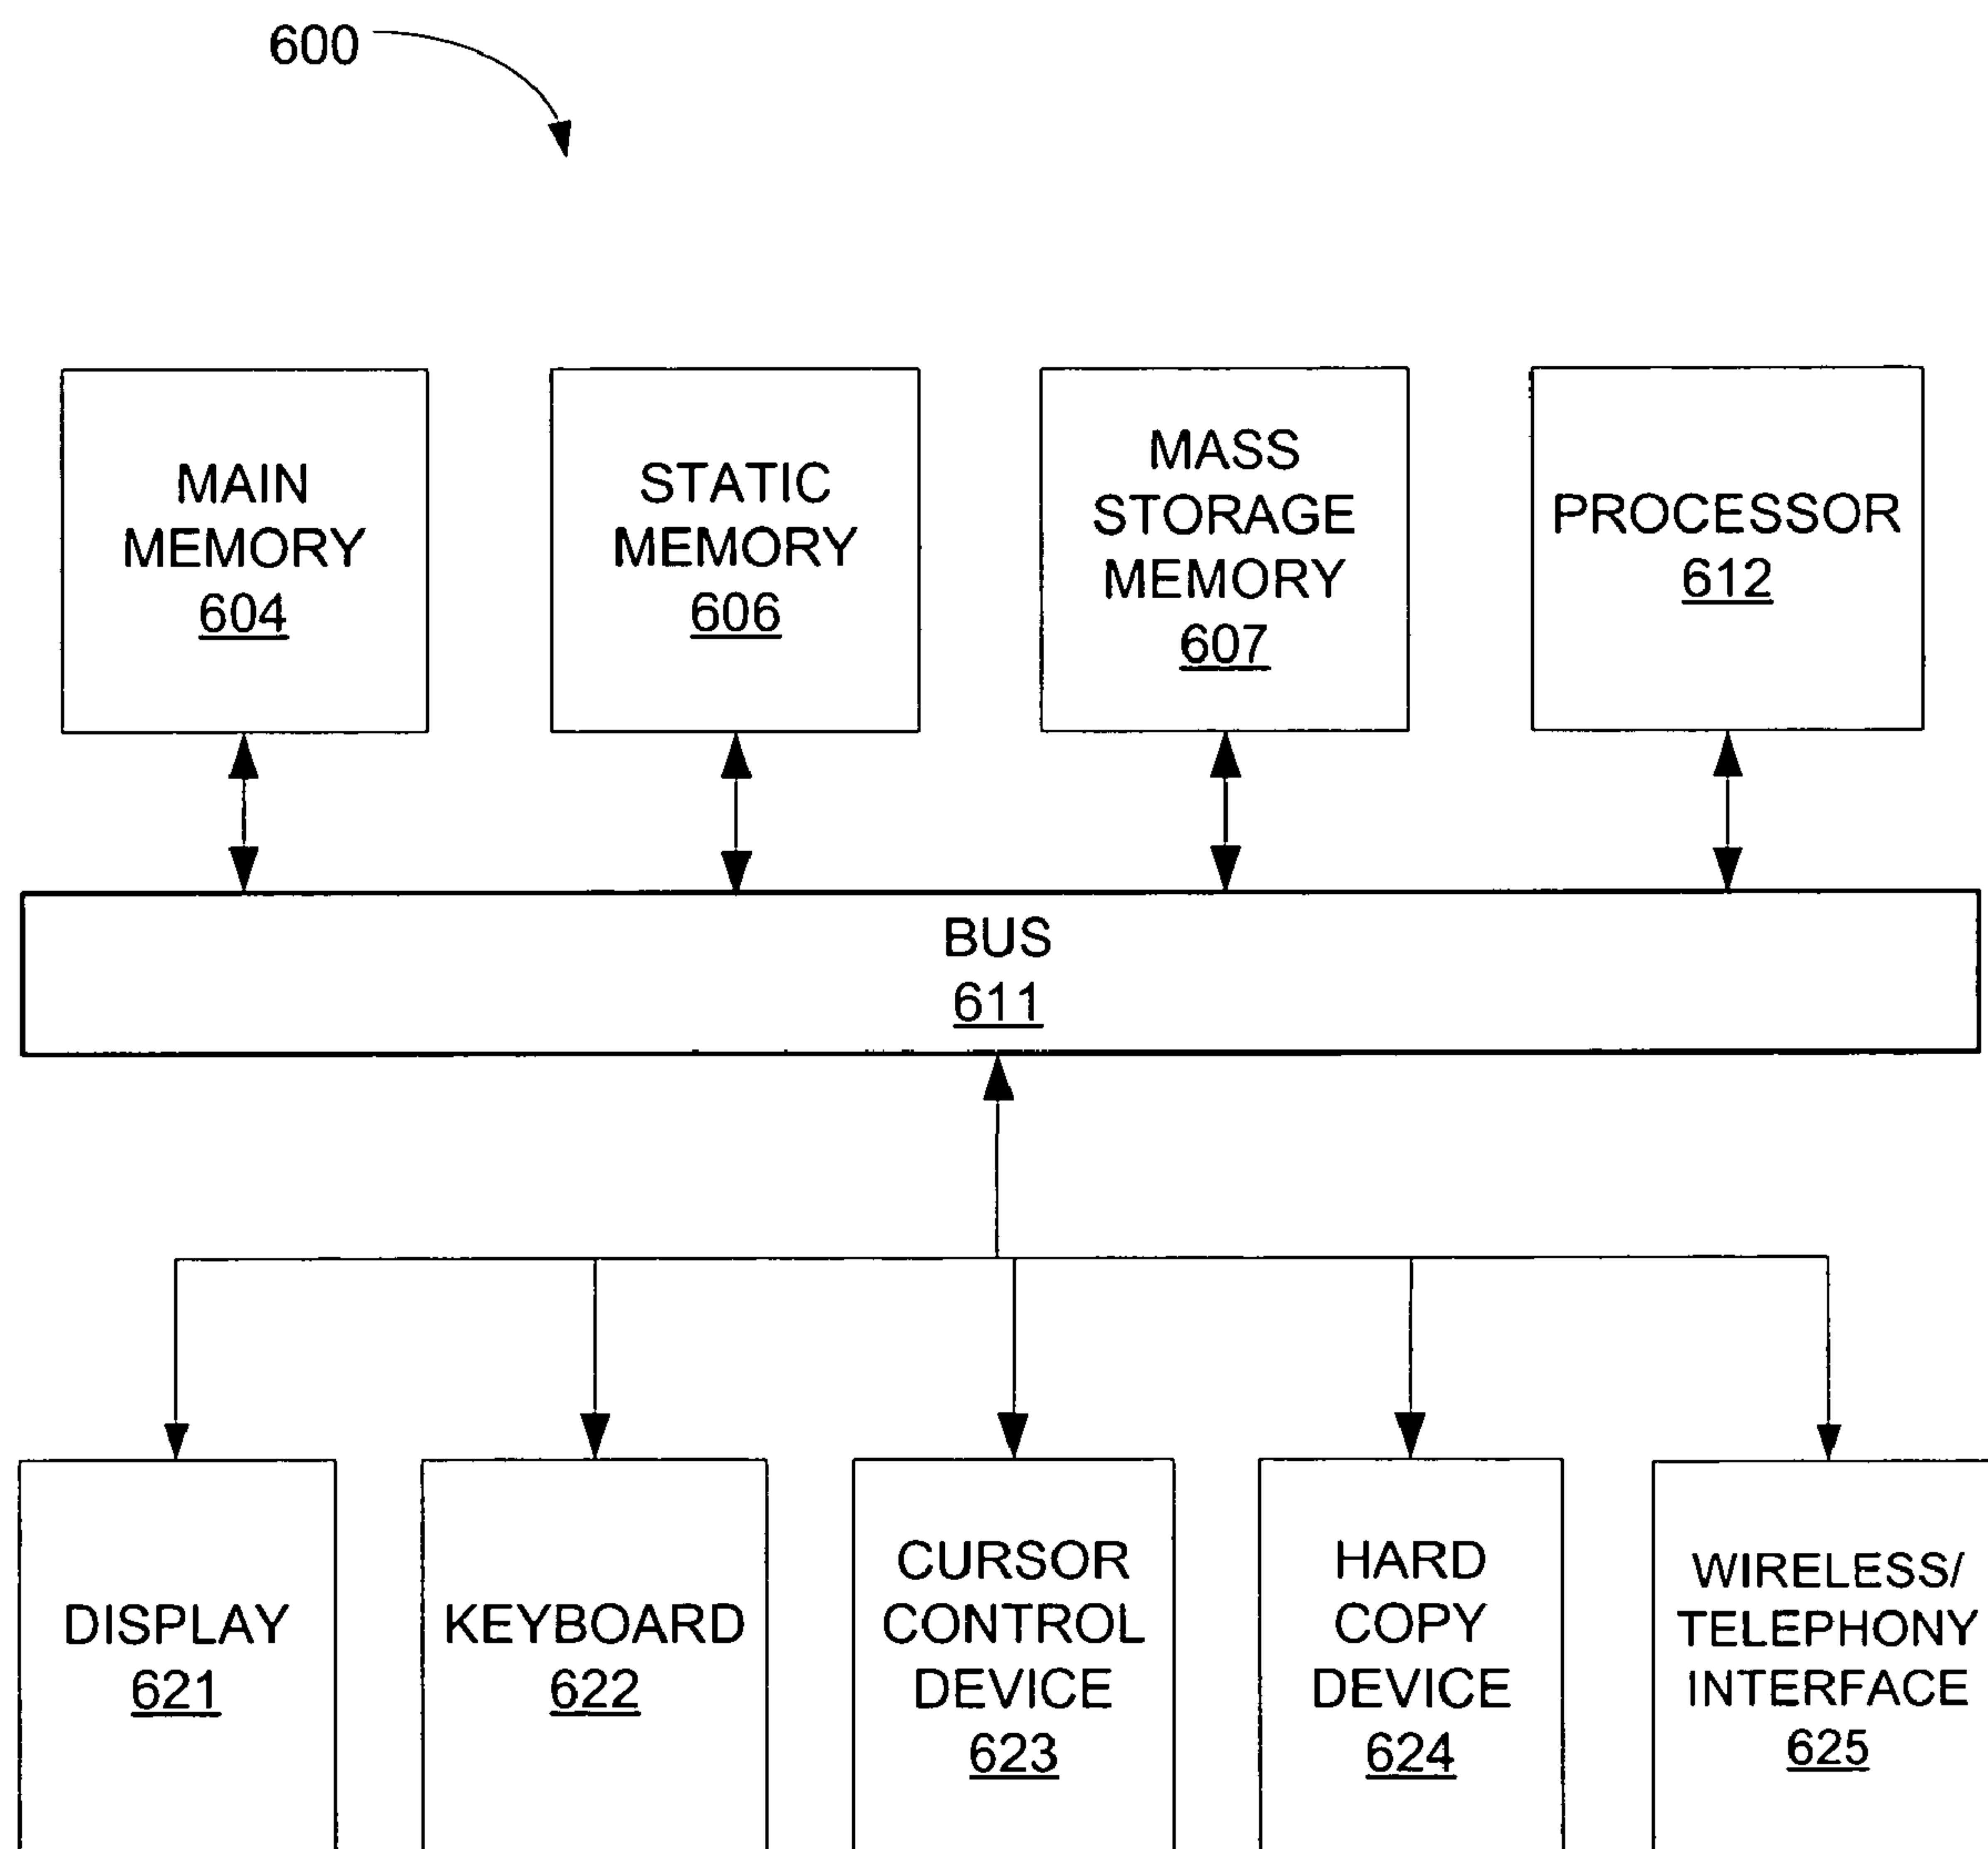 600
MAIN
MEMORY
604
STATIC
MEMORY
606
MASS
STORAGE
MEMORY
607
PROCESSOR
612
BUS
611
DISPLAY
621
KEYBOARD
622
CURSOR
CONTROL
DEVICE
623
HARD
COPY
DEVICE
624
WIRELESS/
TELEPHONY
INTERFACE
625